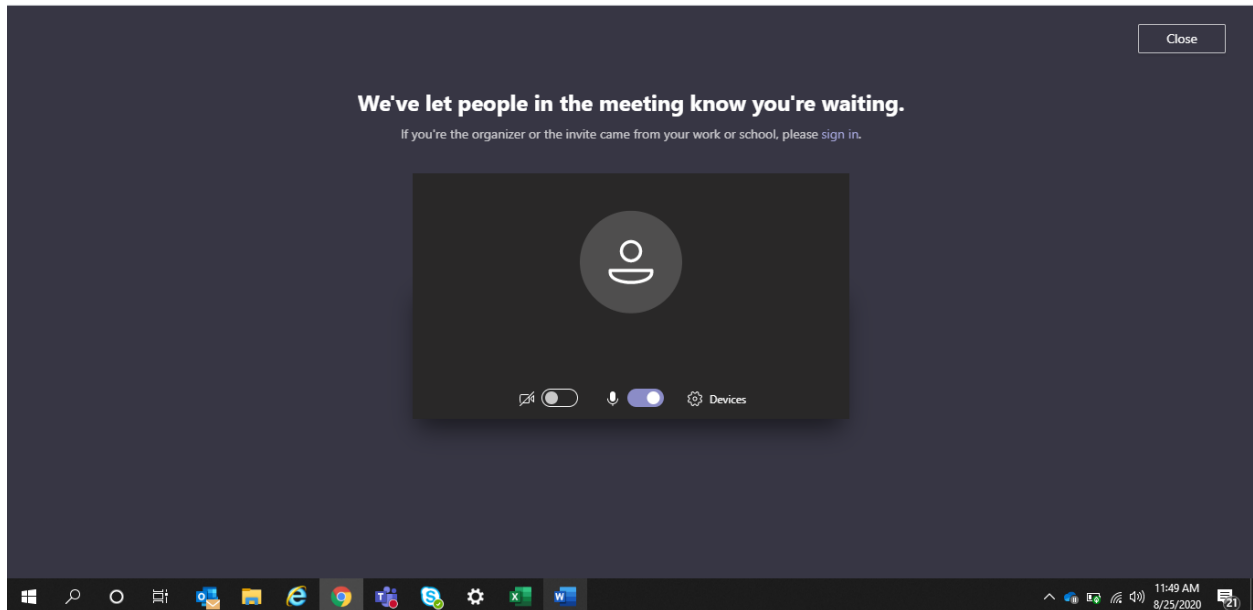 Close
We've let people in the meeting know you're waiting.
If you're the organizer or the invite came from your work or school, please sign in.
Devices
11:49 AM
8/25/2020
21